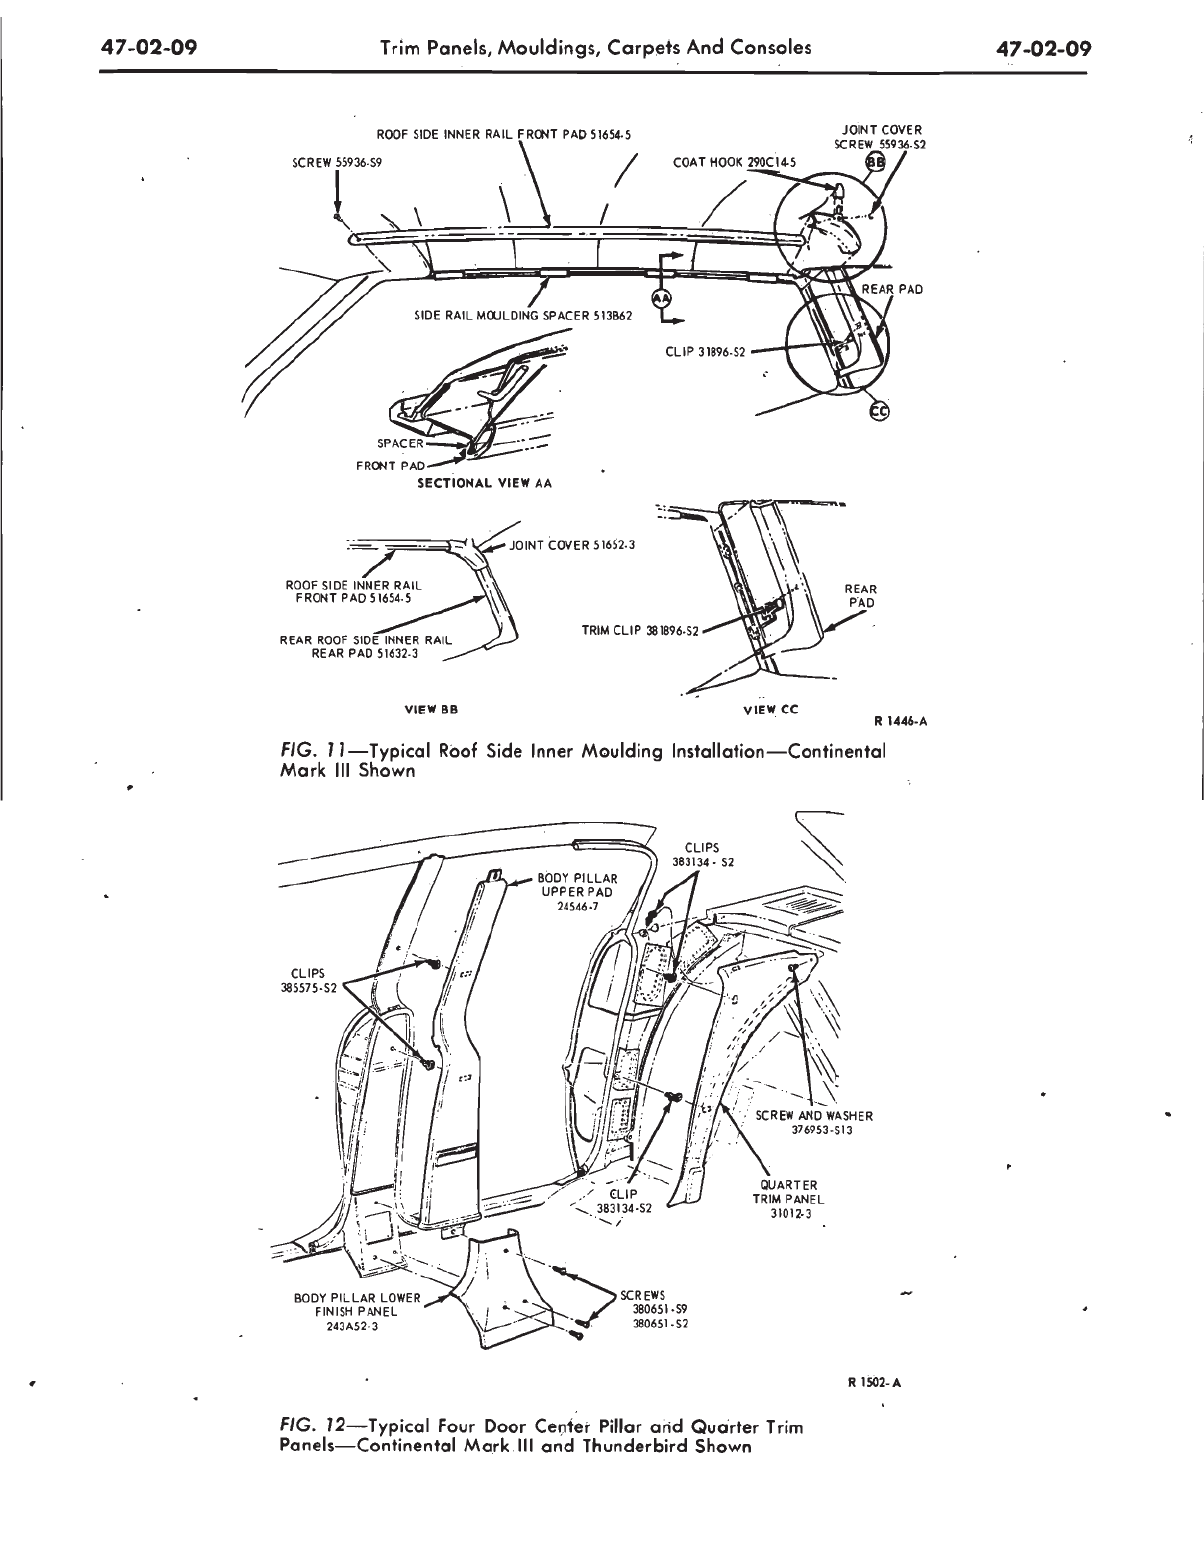 47-02-09
Trim Panels, Mouldings, Carpets And Consoles
47-02-09
ROOF SIDE INNER RAIL FRONT PAD 51654-5
JOINT COVER
SCREW 55936-S2
SCREW 55936-S9
COAT HOOK 290C14-5
BB
REAR PAD
AA
SIDE RAIL MOULDING SPACER 513B62
CLIP 31896-S2
CC
SPACER
FRONT PAD
SECTIONAL VIEW AA
JOINT COVER 51652-3
ROOF SIDE INNER RAIL
FRONT PAD 51654-5
REAR ROOF SIDE INNER RAIL
REAR PAD 51632-3
REAR
PAD
TRIM CLIP 381896-S2
VIEW BB
VIEW CC
R 1446-A
FIG. 11—Typical Roof Side Inner Moulding Installation—Continental
Mark III Shown
CLIPS
383134- S2
BODY PILLAR
UPPER PAD
24546-7
CLIPS
385575-S2
SCREW AND WASHER
376953-S13
QUARTER
TRIM PANEL
31012-3
CLIP
383134-S2
BODY PILLAR LOWER
FINISH PANEL
243A52-3
SCREWS
380651-S9
380651-S2
R 1502-A
FIG. 12—Typical Four Door Center Pillar and Quarter Trim
Panels—Continental Mark III and Thunderbird Shown